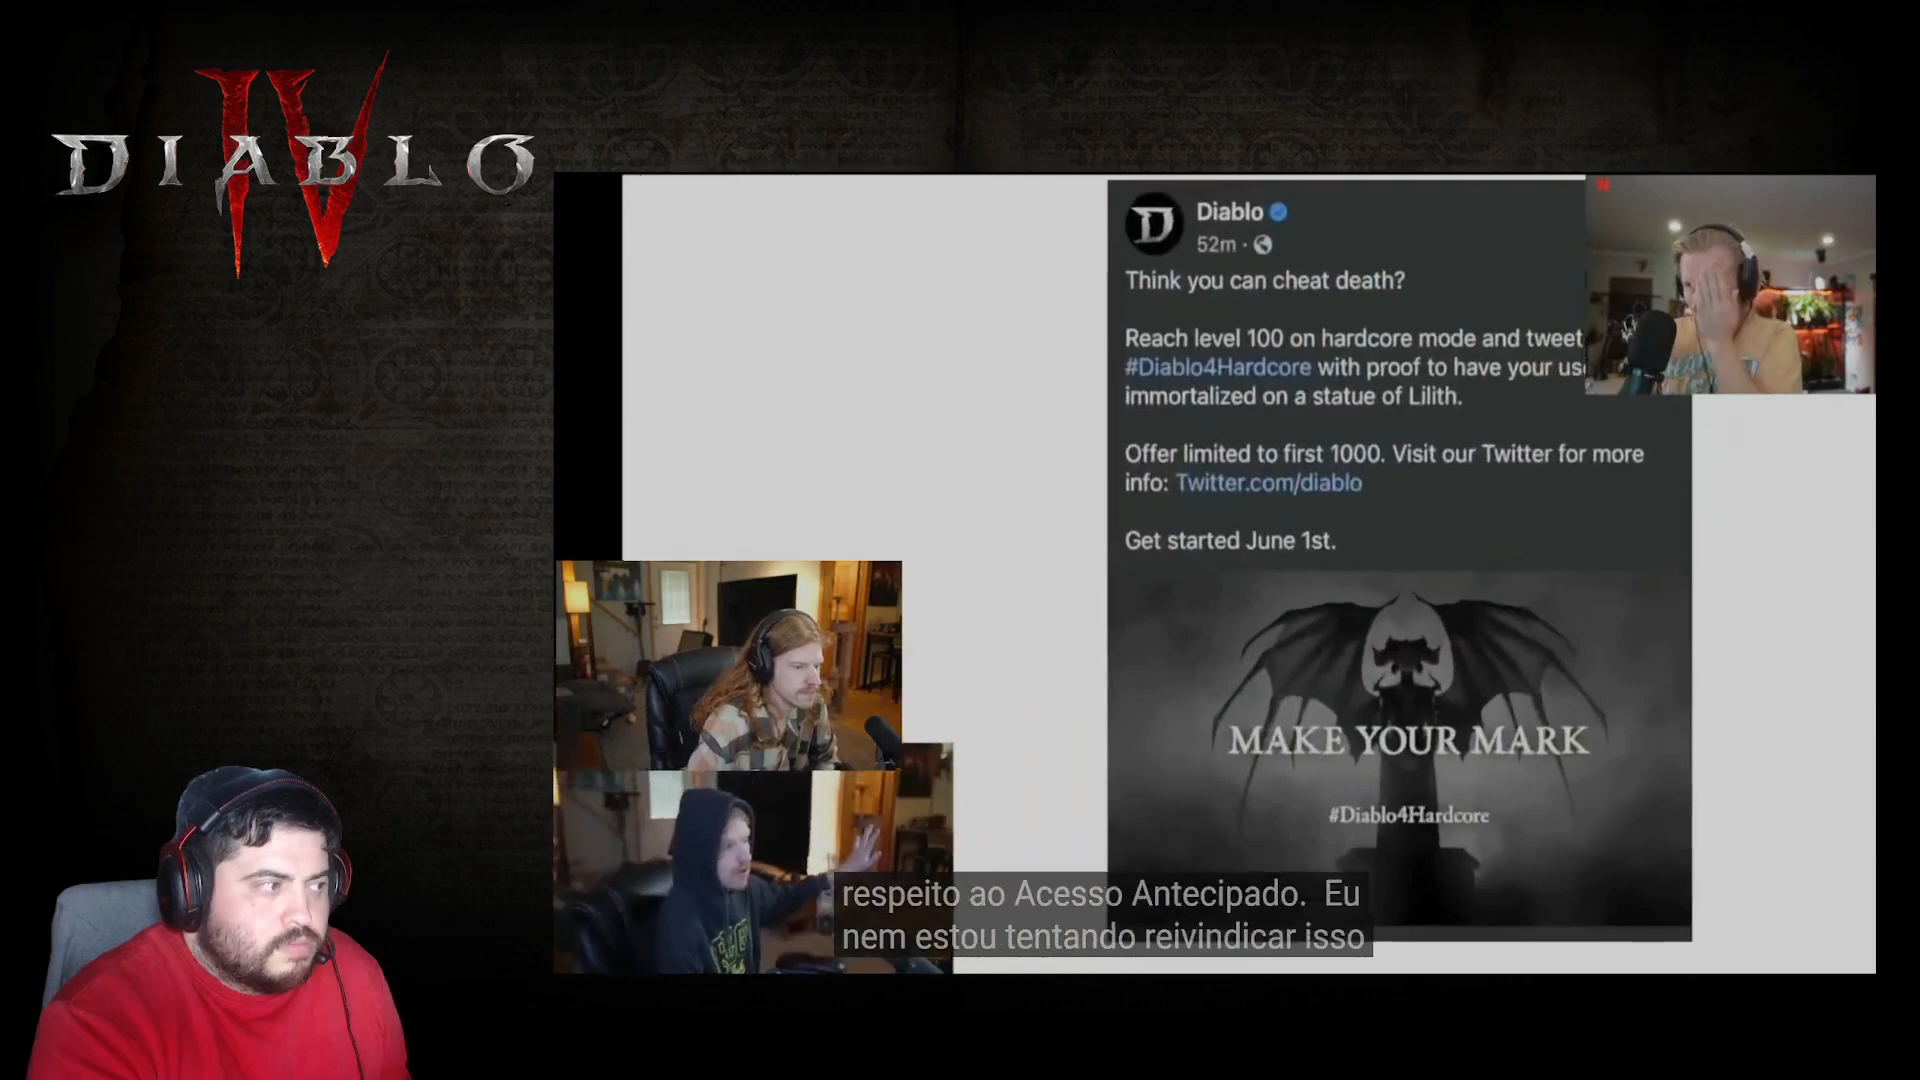 DIABLO
IV
Diablo
52m
Think you can cheat death?
Reach level 100 on hardcore mode and tweet
#Diablo4Hardcore with proof to have your
immortalized on a statue of Lilith.
Offer limited to first 1000. Visit our Twitter for more
info: Twitter.com/diablo
Get started June 1st.
MAKE YOUR MARK
#Diablo4Hardcore
respeito ao Acesso Antecipado. Eu
nem estou tentando reivindicar isso